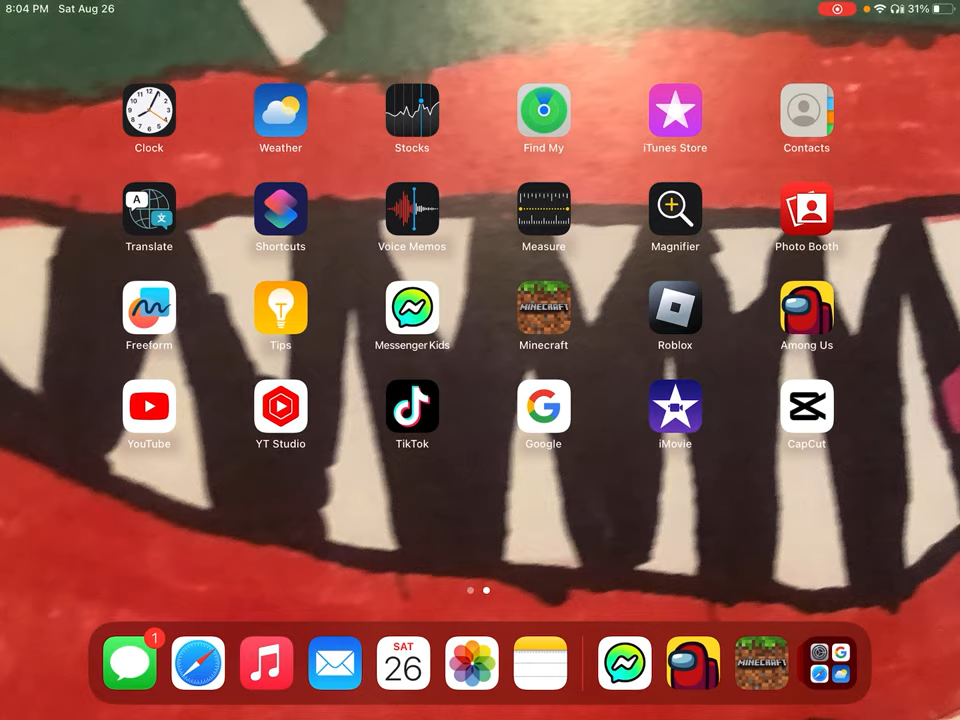 8:04 PM Sat Aug 26 31%
Clock Weather Stocks Find My iTunes Store Contacts
Translate Shortcuts Voice Memos Measure Magnifier Photo Booth
MINECRAFT
Freeform Tips Messenger Kids Minecraft Roblox Among Us
YouTube YT Studio TikTok Google iMovie CapCut
1
SAT
26
MINECRAFT